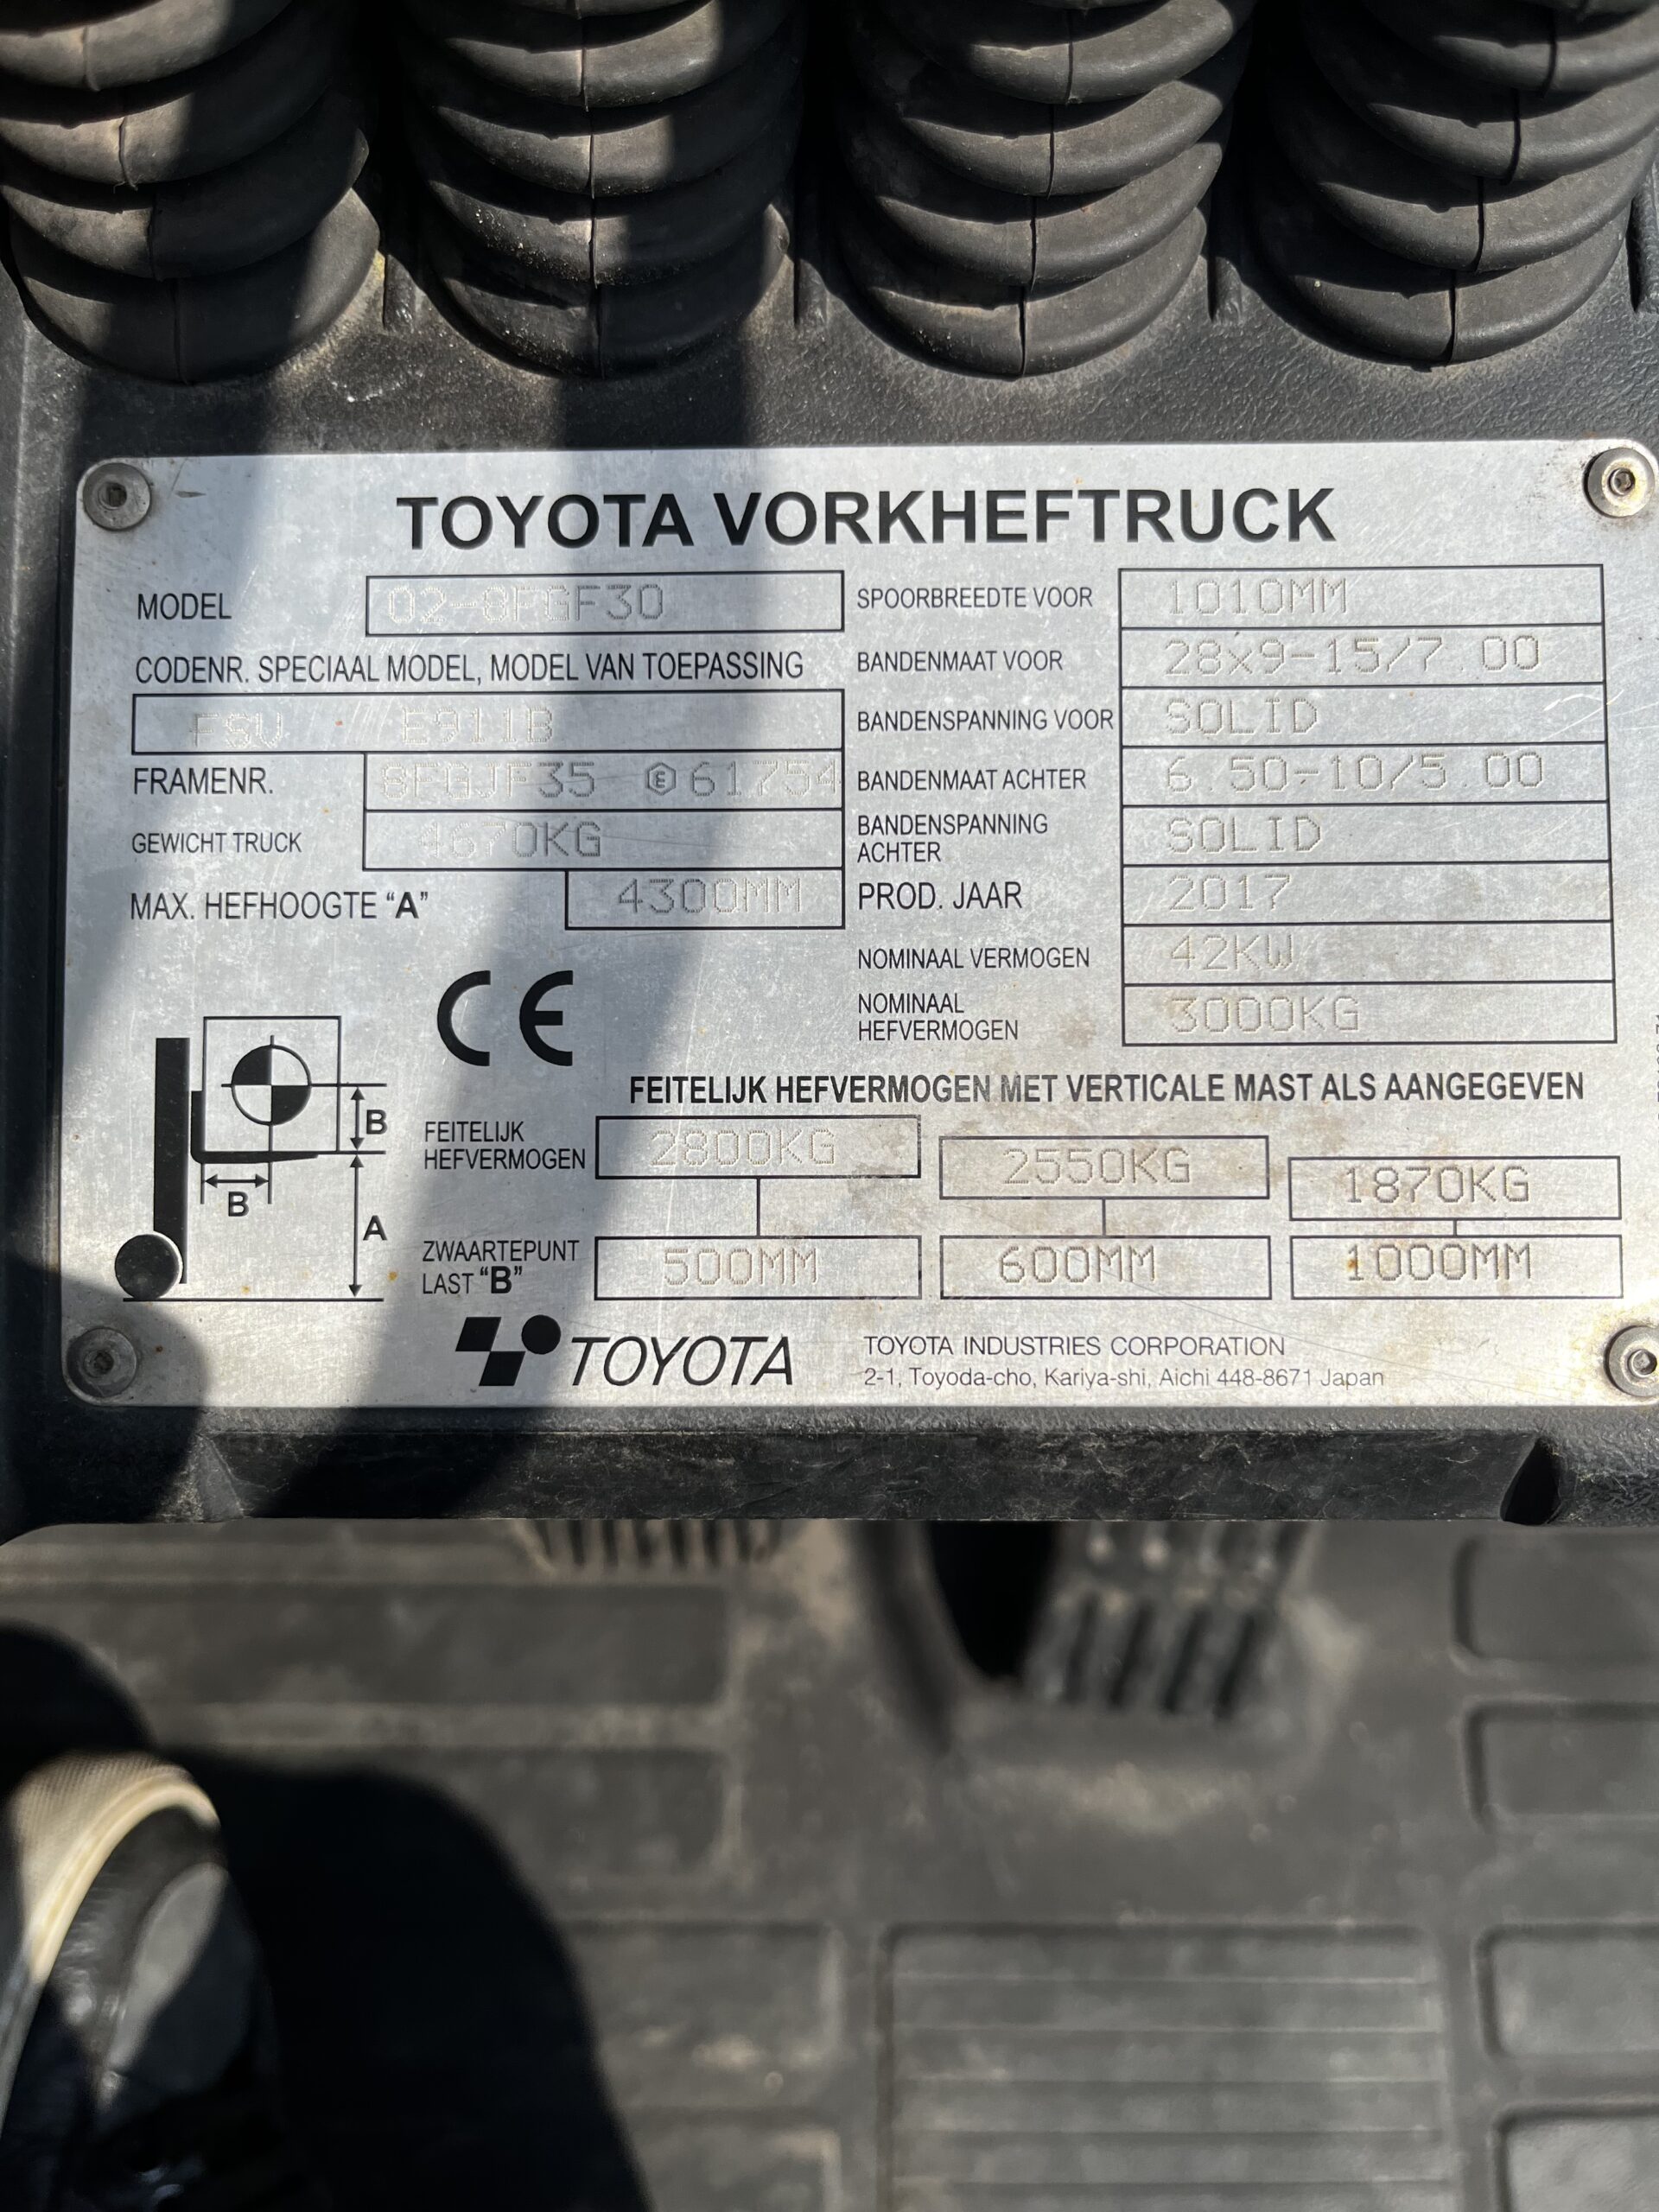 TOYOTA VORKHEFTRUCK
MODEL 02-8FGF30
CODENR. SPECIAAL MODEL, MODEL VAN TOEPASSING
FSV E911B
FRAMENR. 8FGJF35 E 61754
GEWICHT TRUCK 4670KG
MAX. HEFHOOGTE “A” 4300MM
SPOORBREEDTE VOOR 1010MM
BANDENMAAT VOOR 28x9-15/7.00
BANDENSPANNING VOOR SOLID
BANDENMAAT ACHTER 6.50-10/5.00
BANDENSPANNING
ACHTER SOLID
PROD. JAAR 2017
NOMINAAL VERMOGEN 42KW
NOMINAAL
HEFVERMOGEN 3000KG
CE
B
B
A
FEITELIJK HEFVERMOGEN MET VERTICALE MAST ALS AANGEGEVEN
FEITELIJK
HEFVERMOGEN 2800KG 2550KG 1870KG
ZWAARTEPUNT
LAST “B” 500MM 600MM 1000MM
TOYOTA
TOYOTA INDUSTRIES CORPORATION
2-1, Toyoda-cho, Kariya-shi, Aichi 448-8671 Japan